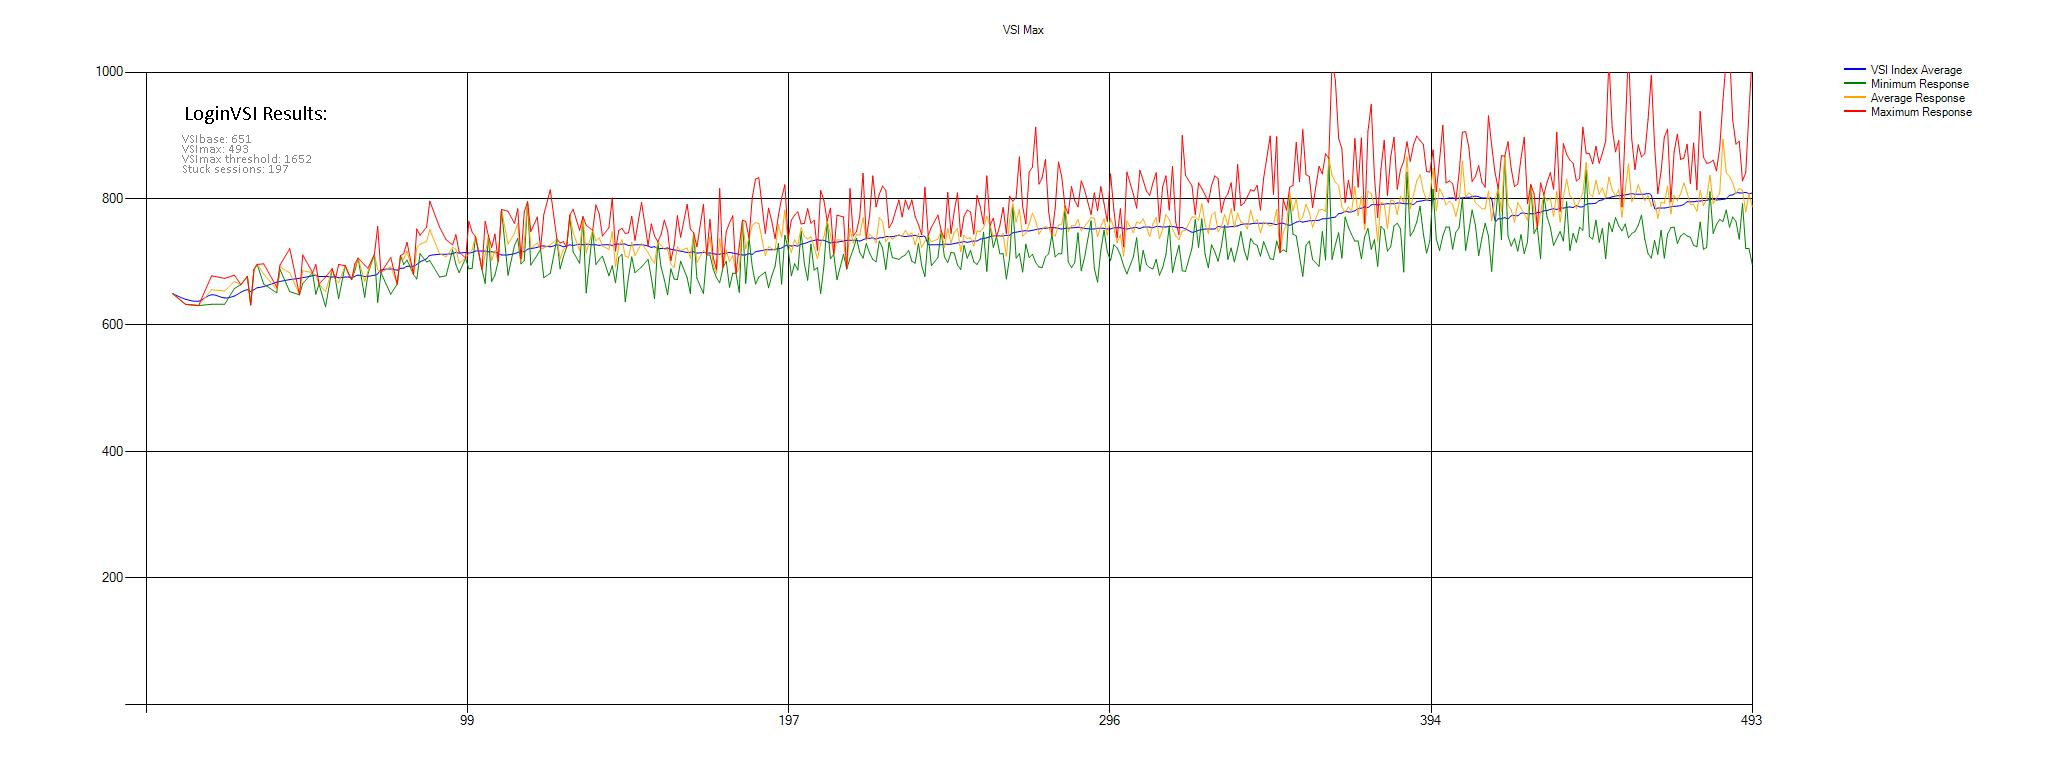 VSI Max
VSI Index Average
Minimum Response
Average Response
Maximum Response
LoginVSI Results:
VSIbase: 651
VSImax: 493
VSImax threshold: 1652
Stuck sessions: 197
1000
800
600
400
200
99
197
296
394
493